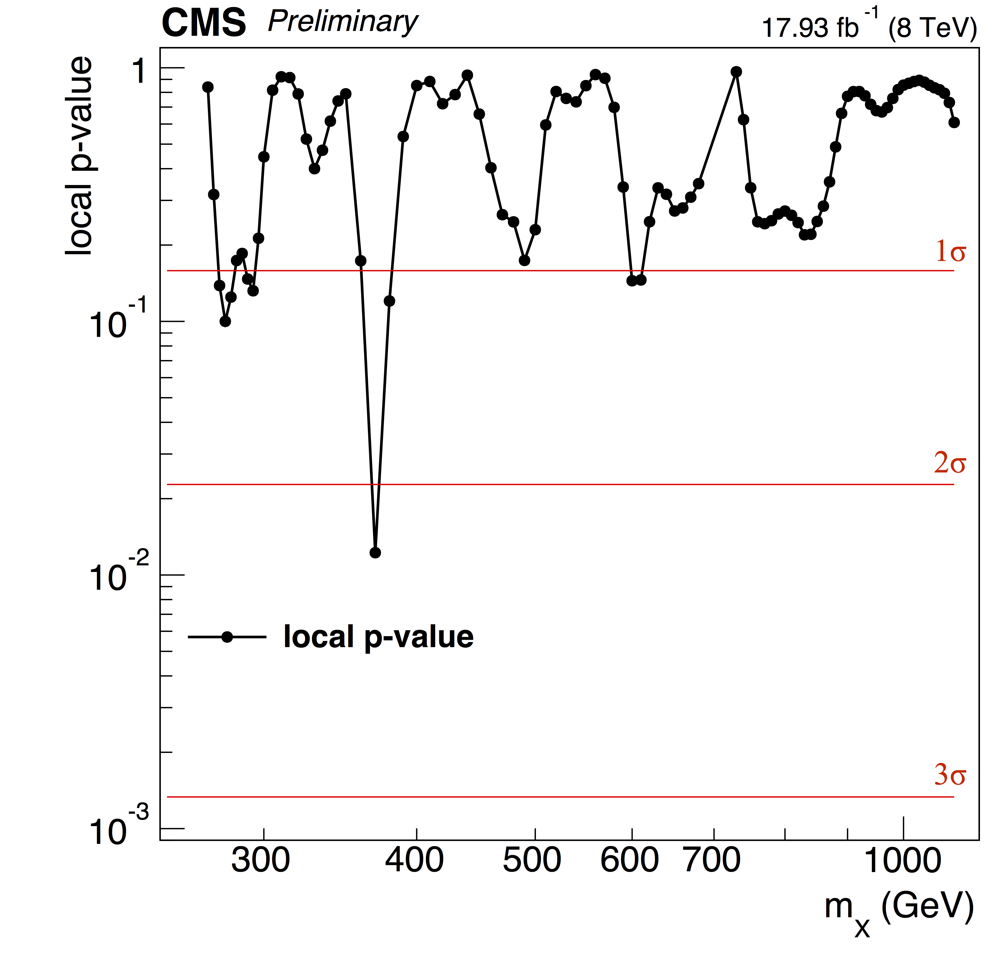 CMS Preliminary
17.93 fb⁻¹ (8 TeV)
local p-value
1
10⁻¹
10⁻²
10⁻³
1σ
2σ
3σ
local p-value
300 400 500 600 700 1000
mₓ (GeV)